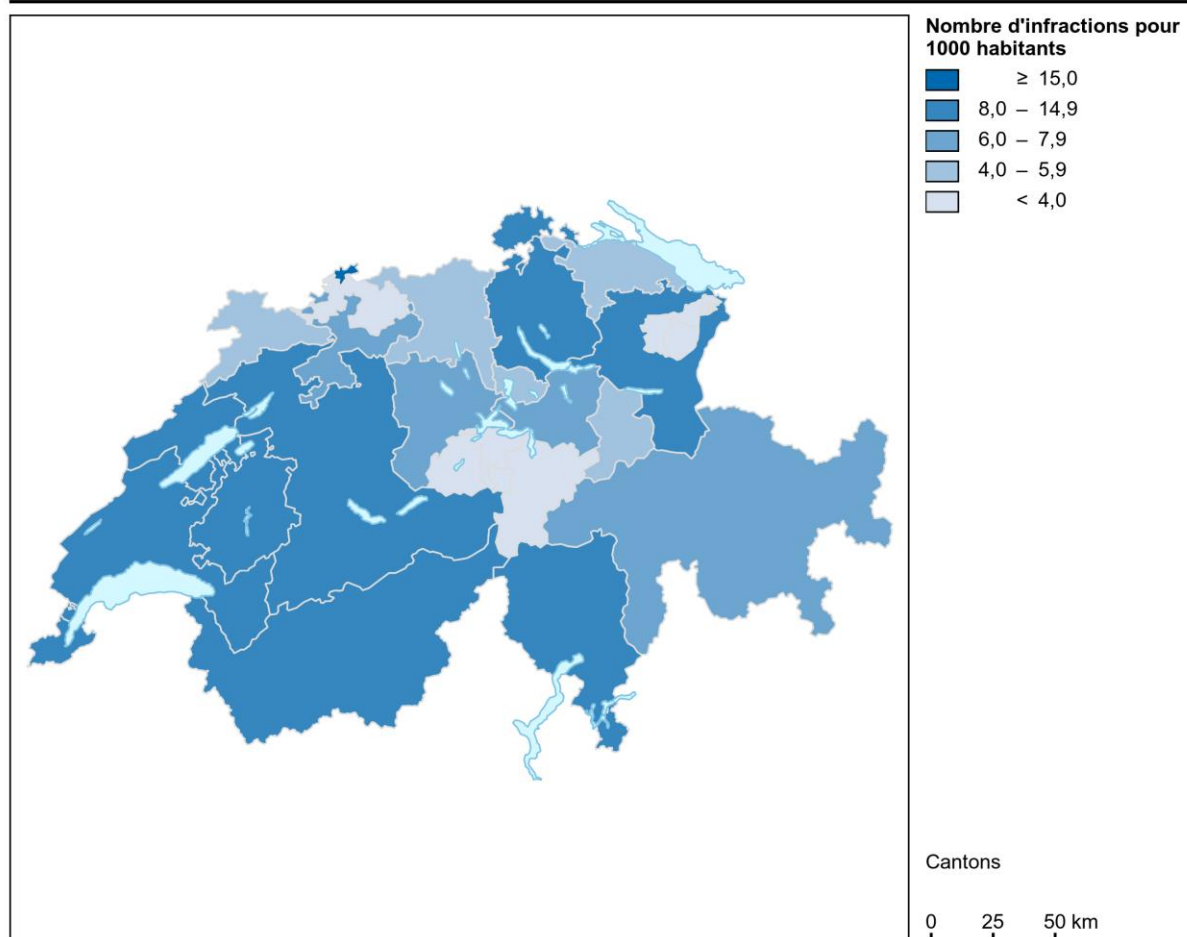 Nombre d'infractions pour
1000 habitants
≥ 15,0
8,0 – 14,9
6,0 – 7,9
4,0 – 5,9
< 4,0
Cantons
0 25 50 km